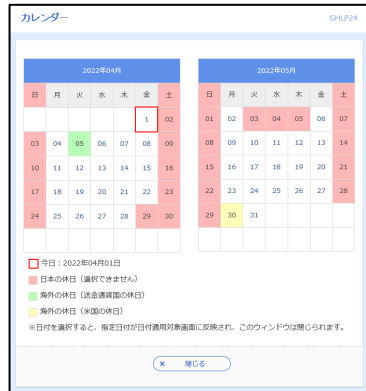 カレンダー GHLP24
2022年04月 2022年05月
日 月 火 水 木 金 土 日 月 火 水 木 金 土
1 02 01 02 03 04 05 06 07
03 04 05 06 07 08 09 08 09 10 11 12 13 14
10 11 12 13 14 15 16 15 16 17 18 19 20 21
17 18 19 20 21 22 23 22 23 24 25 26 27 28
24 25 26 27 28 29 30 29 30 31
今日：2022年04月01日
日本の休日（選択できません）
海外の休日（送金通貨国の休日）
海外の休日（米国の休日）
※日付を選択すると、指定日付が日付適用対象画面に反映され、このウィンドウは閉じられます。
× 閉じる